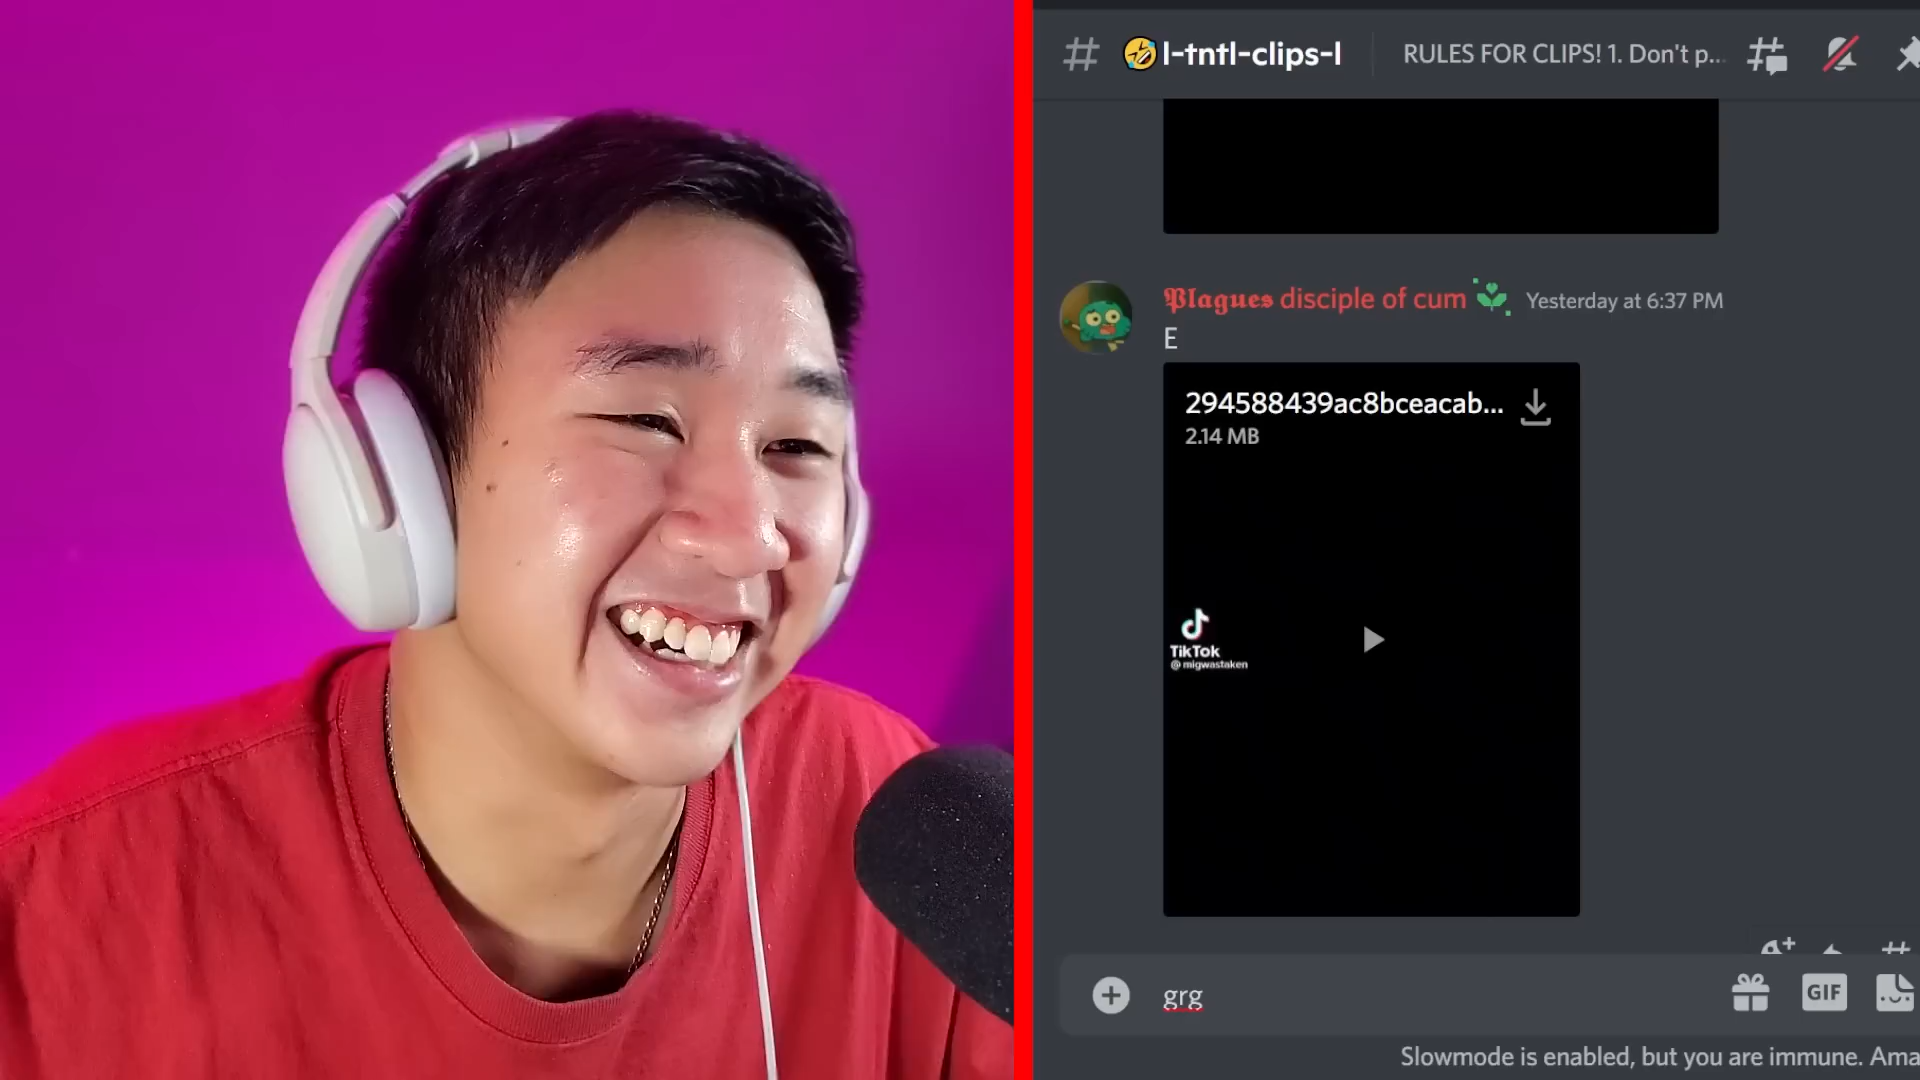 l-tntl-clips-l
RULES FOR CLIPS! 1. Don't p...
𝕻lagues disciple of cum
Yesterday at 6:37 PM
E
294588439ac8bceacab...
2.14 MB
TikTok
@migwastaken
grg
GIF
Slowmode is enabled, but you are immune. Ama